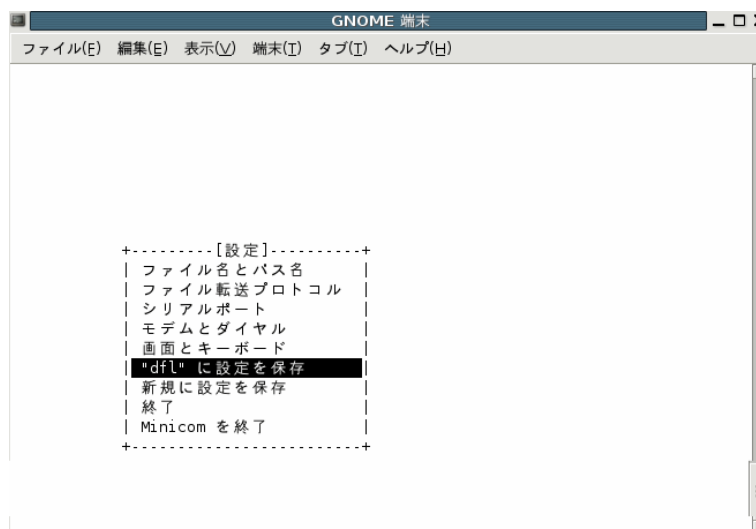 GNOME 端末
ファイル(F) 編集(E) 表示(V) 端末(T) タブ(T) ヘルプ(H)
+---------[設定]----------+
| ファイル名とパス名 |
| ファイル転送プロトコル |
| シリアルポート |
| モデムとダイヤル |
| 画面とキーボード |
| "dfl" に設定を保存 |
| 新規に設定を保存 |
| 終了 |
| Minicom を終了 |
+-------------------------+